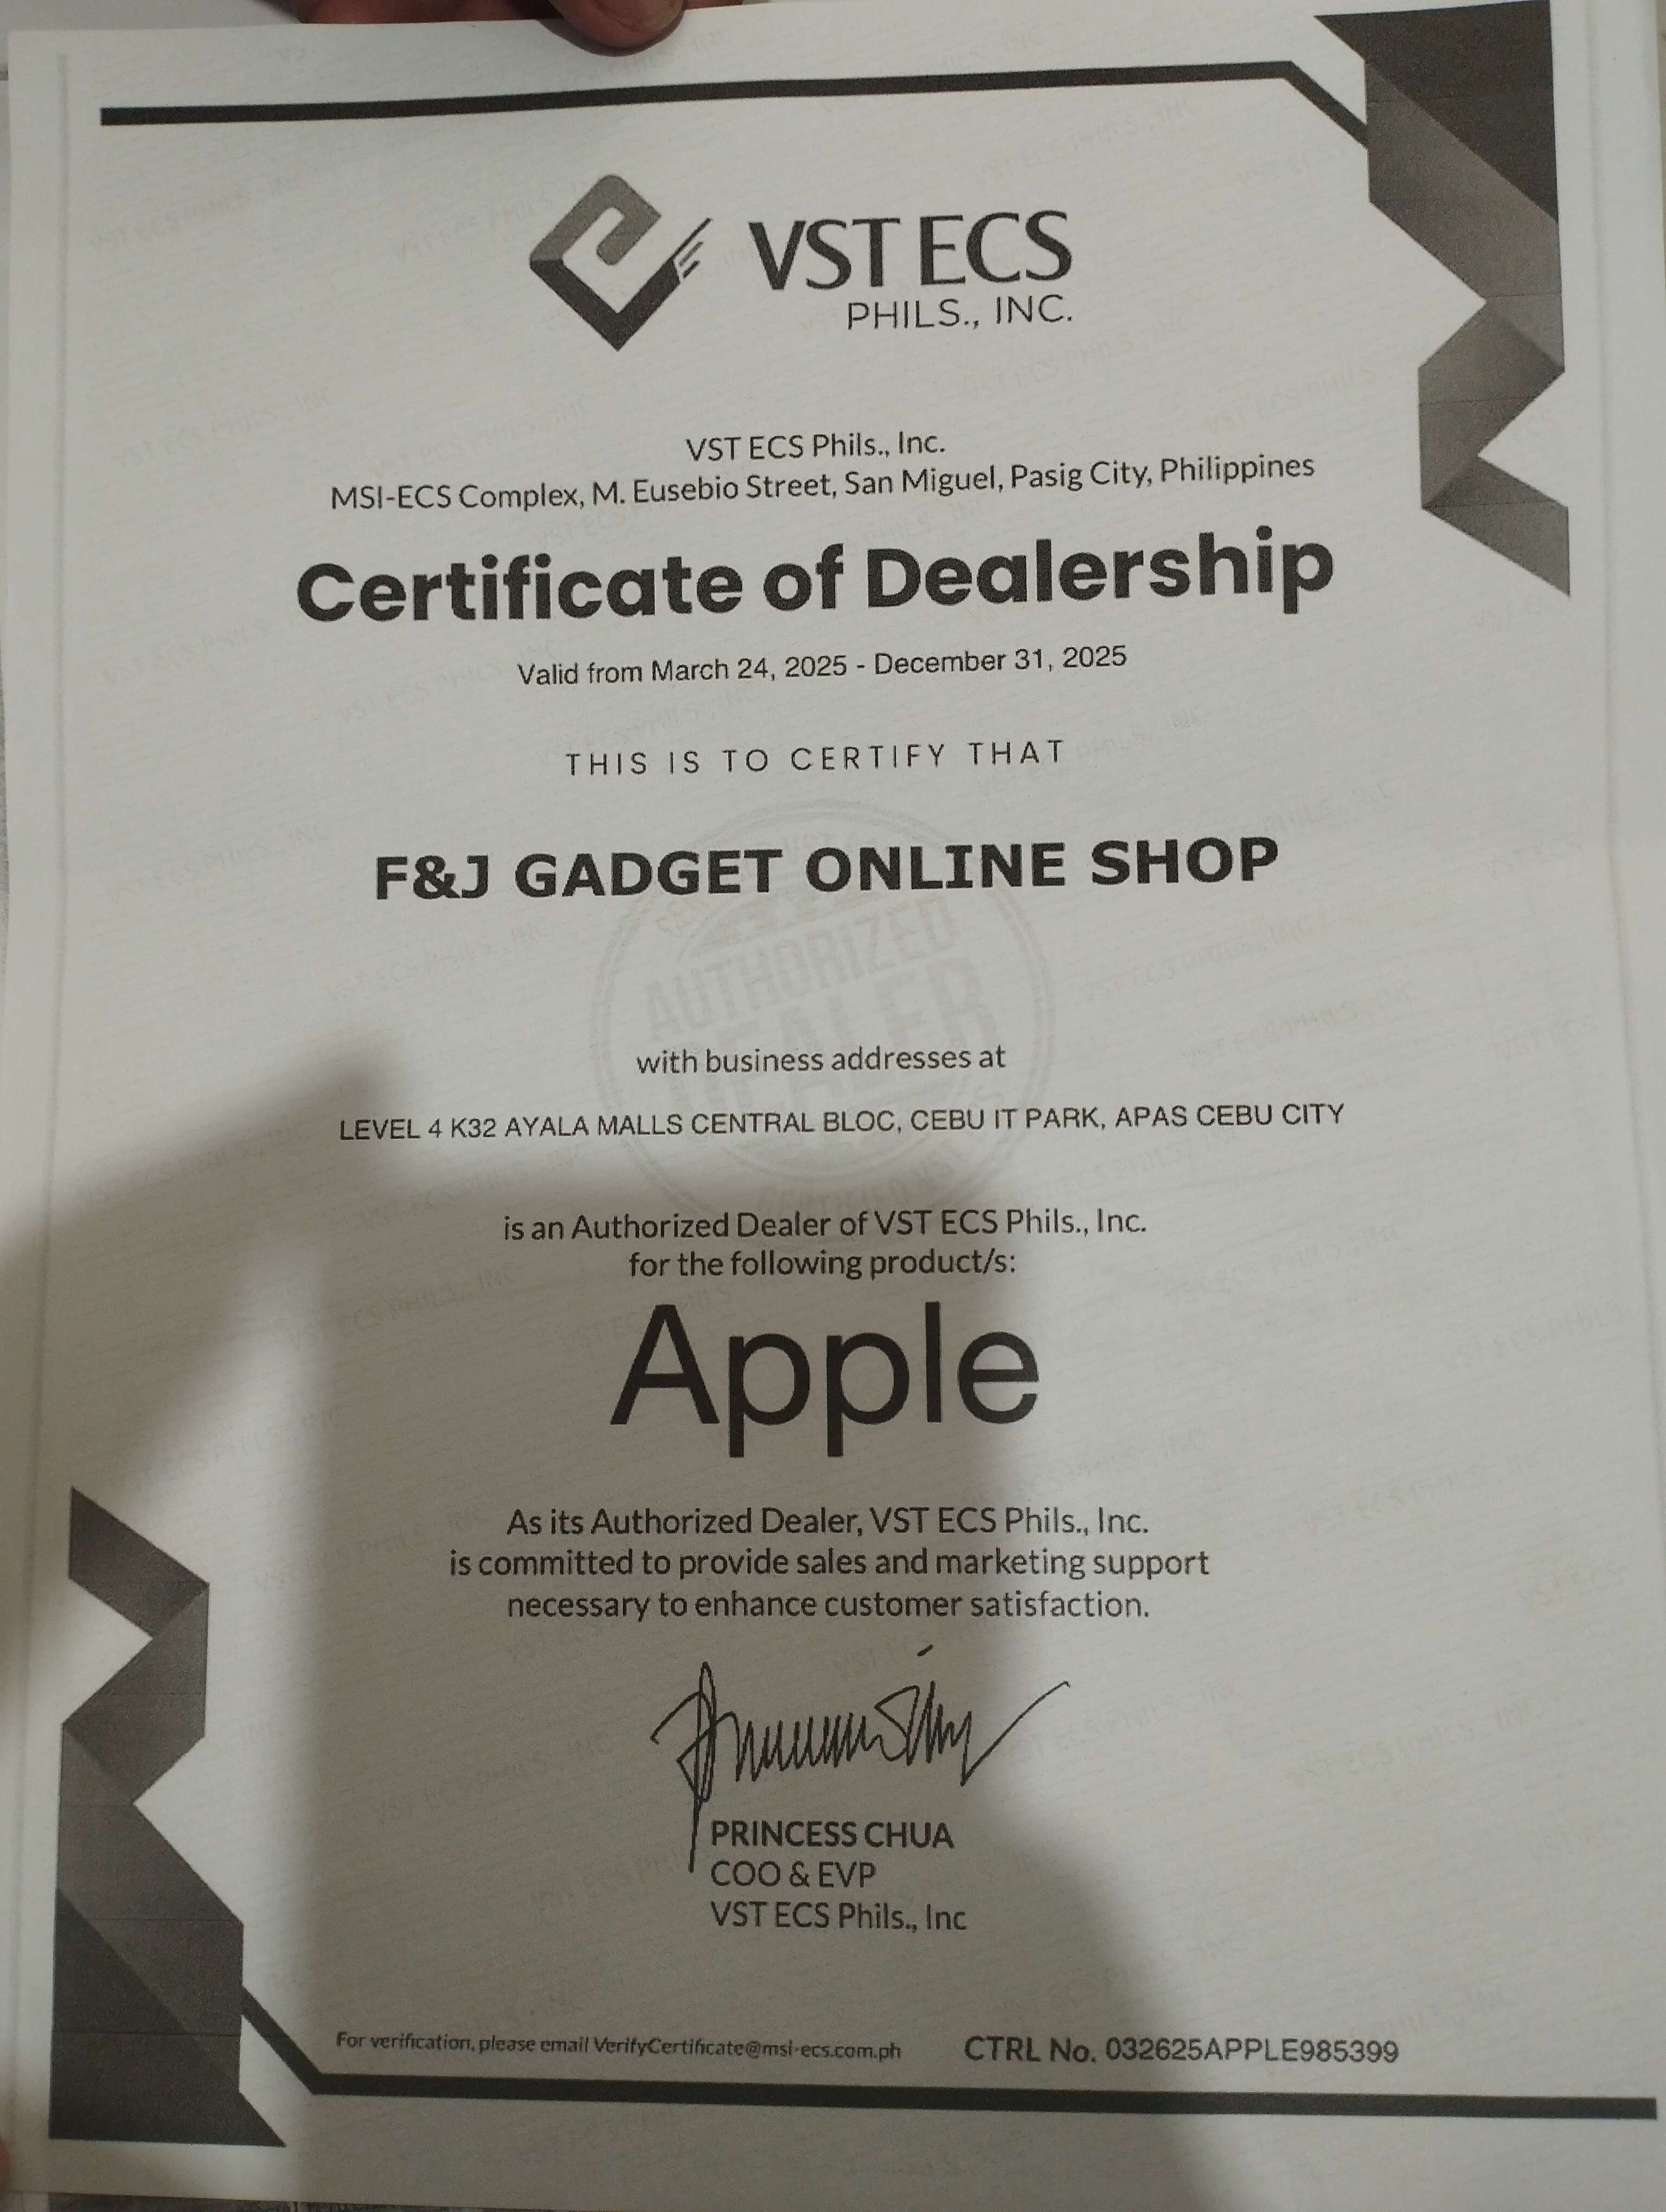 VST ECS
PHILS., INC.
VST ECS Phils., Inc.
MSI-ECS Complex, M. Eusebio Street, San Miguel, Pasig City, Philippines
Certificate of Dealership
Valid from March 24, 2025 - December 31, 2025
THIS IS TO CERTIFY THAT
F&J GADGET ONLINE SHOP
AUTHORIZED
DEALER
with business addresses at
LEVEL 4 K32 AYALA MALLS CENTRAL BLOC, CEBU IT PARK, APAS CEBU CITY
is an Authorized Dealer of VST ECS Phils., Inc.
for the following product/s:
Apple
As its Authorized Dealer, VST ECS Phils., Inc.
is committed to provide sales and marketing support
necessary to enhance customer satisfaction.
PRINCESS CHUA
COO & EVP
VST ECS Phils., Inc
For verification, please email VerifyCertificate@msi-ecs.com.ph
CTRL No. 032625APPLE985399